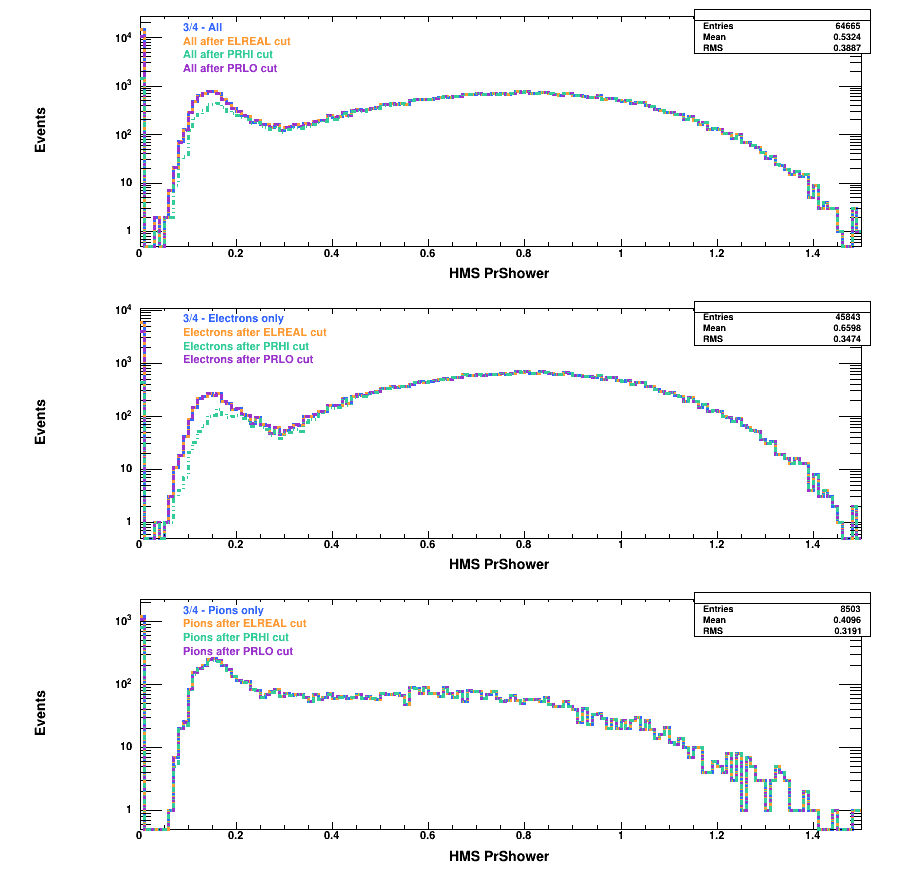 3/4 - All
All after ELREAL cut
All after PRHI cut
All after PRLO cut
Entries 64665
Mean 0.5324
RMS 0.3887
10⁴
10³
10²
10
1
Events
0 0.2 0.4 0.6 0.8 1 1.2 1.4
HMS PrShower
3/4 - Electrons only
Electrons after ELREAL cut
Electrons after PRHI cut
Electrons after PRLO cut
Entries 45843
Mean 0.6598
RMS 0.3474
10⁴
10³
10²
10
1
Events
0 0.2 0.4 0.6 0.8 1 1.2 1.4
HMS PrShower
3/4 - Pions only
Pions after ELREAL cut
Pions after PRHI cut
Pions after PRLO cut
Entries 8503
Mean 0.4096
RMS 0.3191
10³
10²
10
1
Events
0 0.2 0.4 0.6 0.8 1 1.2 1.4
HMS PrShower